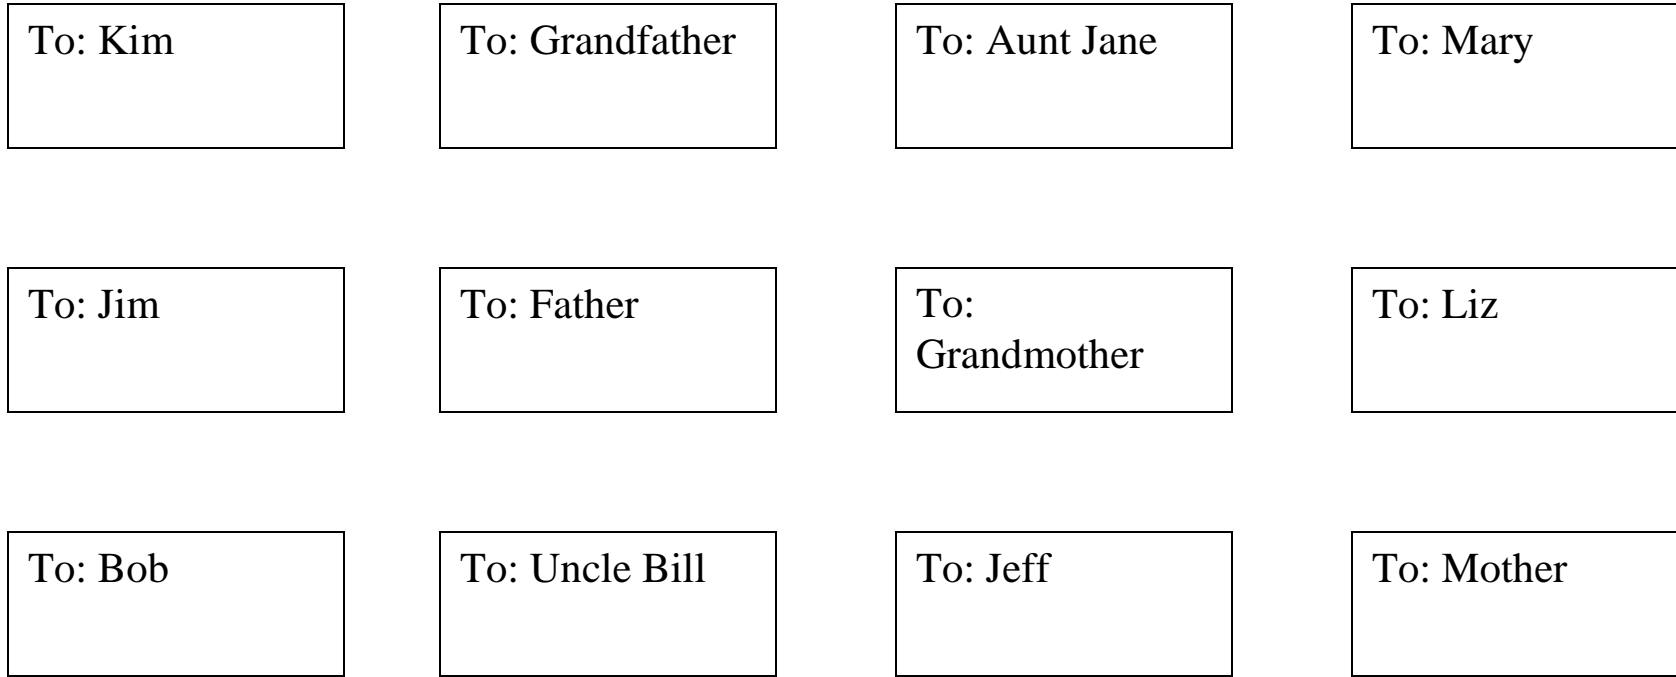 To: Kim
To: Grandfather
To: Aunt Jane
To: Mary
To: Jim
To: Father
To:
Grandmother
To: Liz
To: Bob
To: Uncle Bill
To: Jeff
To: Mother